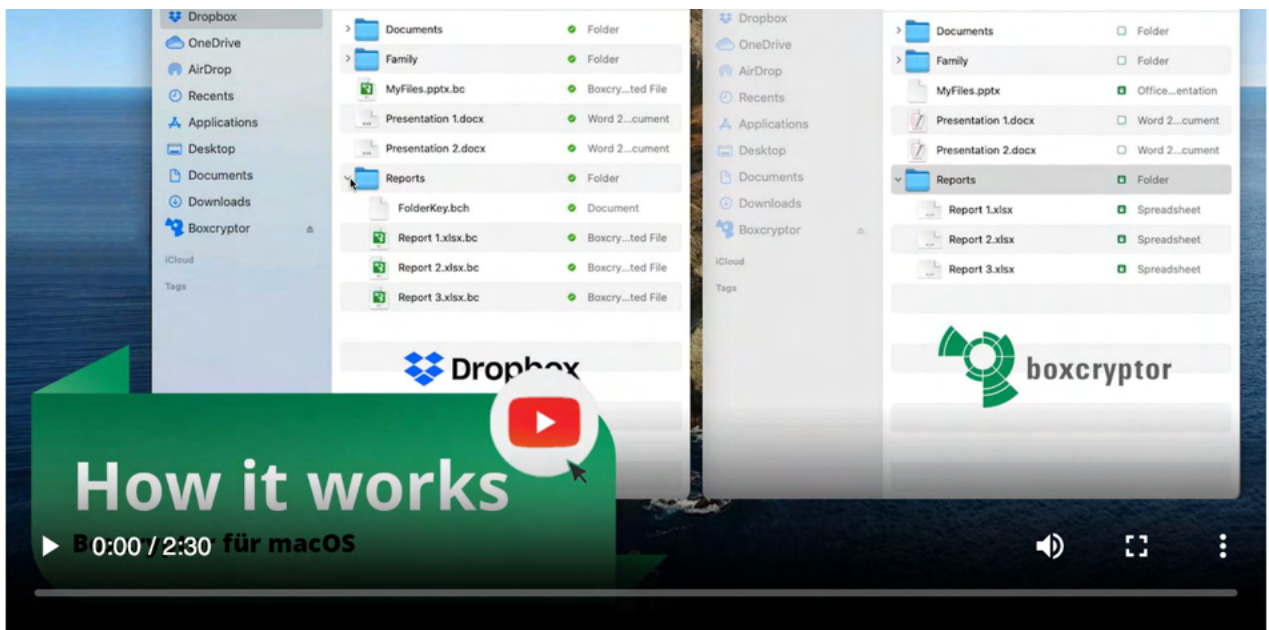 Dropbox
OneDrive
AirDrop
Recents
Applications
Desktop
Documents
Downloads
Boxcryptor
iCloud
Tags
Documents Folder
Family Folder
MyFiles.pptx.bc Boxcry...ted File
Presentation 1.docx Word 2...cument
Presentation 2.docx Word 2...cument
Reports Folder
FolderKey.bch Document
Report 1.xlsx.bc Boxcry...ted File
Report 2.xlsx.bc Boxcry...ted File
Report 3.xlsx.bc Boxcry...ted File
Dropbox
Dropbox
OneDrive
AirDrop
Recents
Applications
Desktop
Documents
Downloads
Boxcryptor
iCloud
Tags
Documents Folder
Family Folder
MyFiles.pptx Office...entation
Presentation 1.docx Word 2...cument
Presentation 2.docx Word 2...cument
Reports Folder
Report 1.xlsx Spreadsheet
Report 2.xlsx Spreadsheet
Report 3.xlsx Spreadsheet
boxcryptor
How it works
Boxcryptor für macOS
0:00 / 2:30